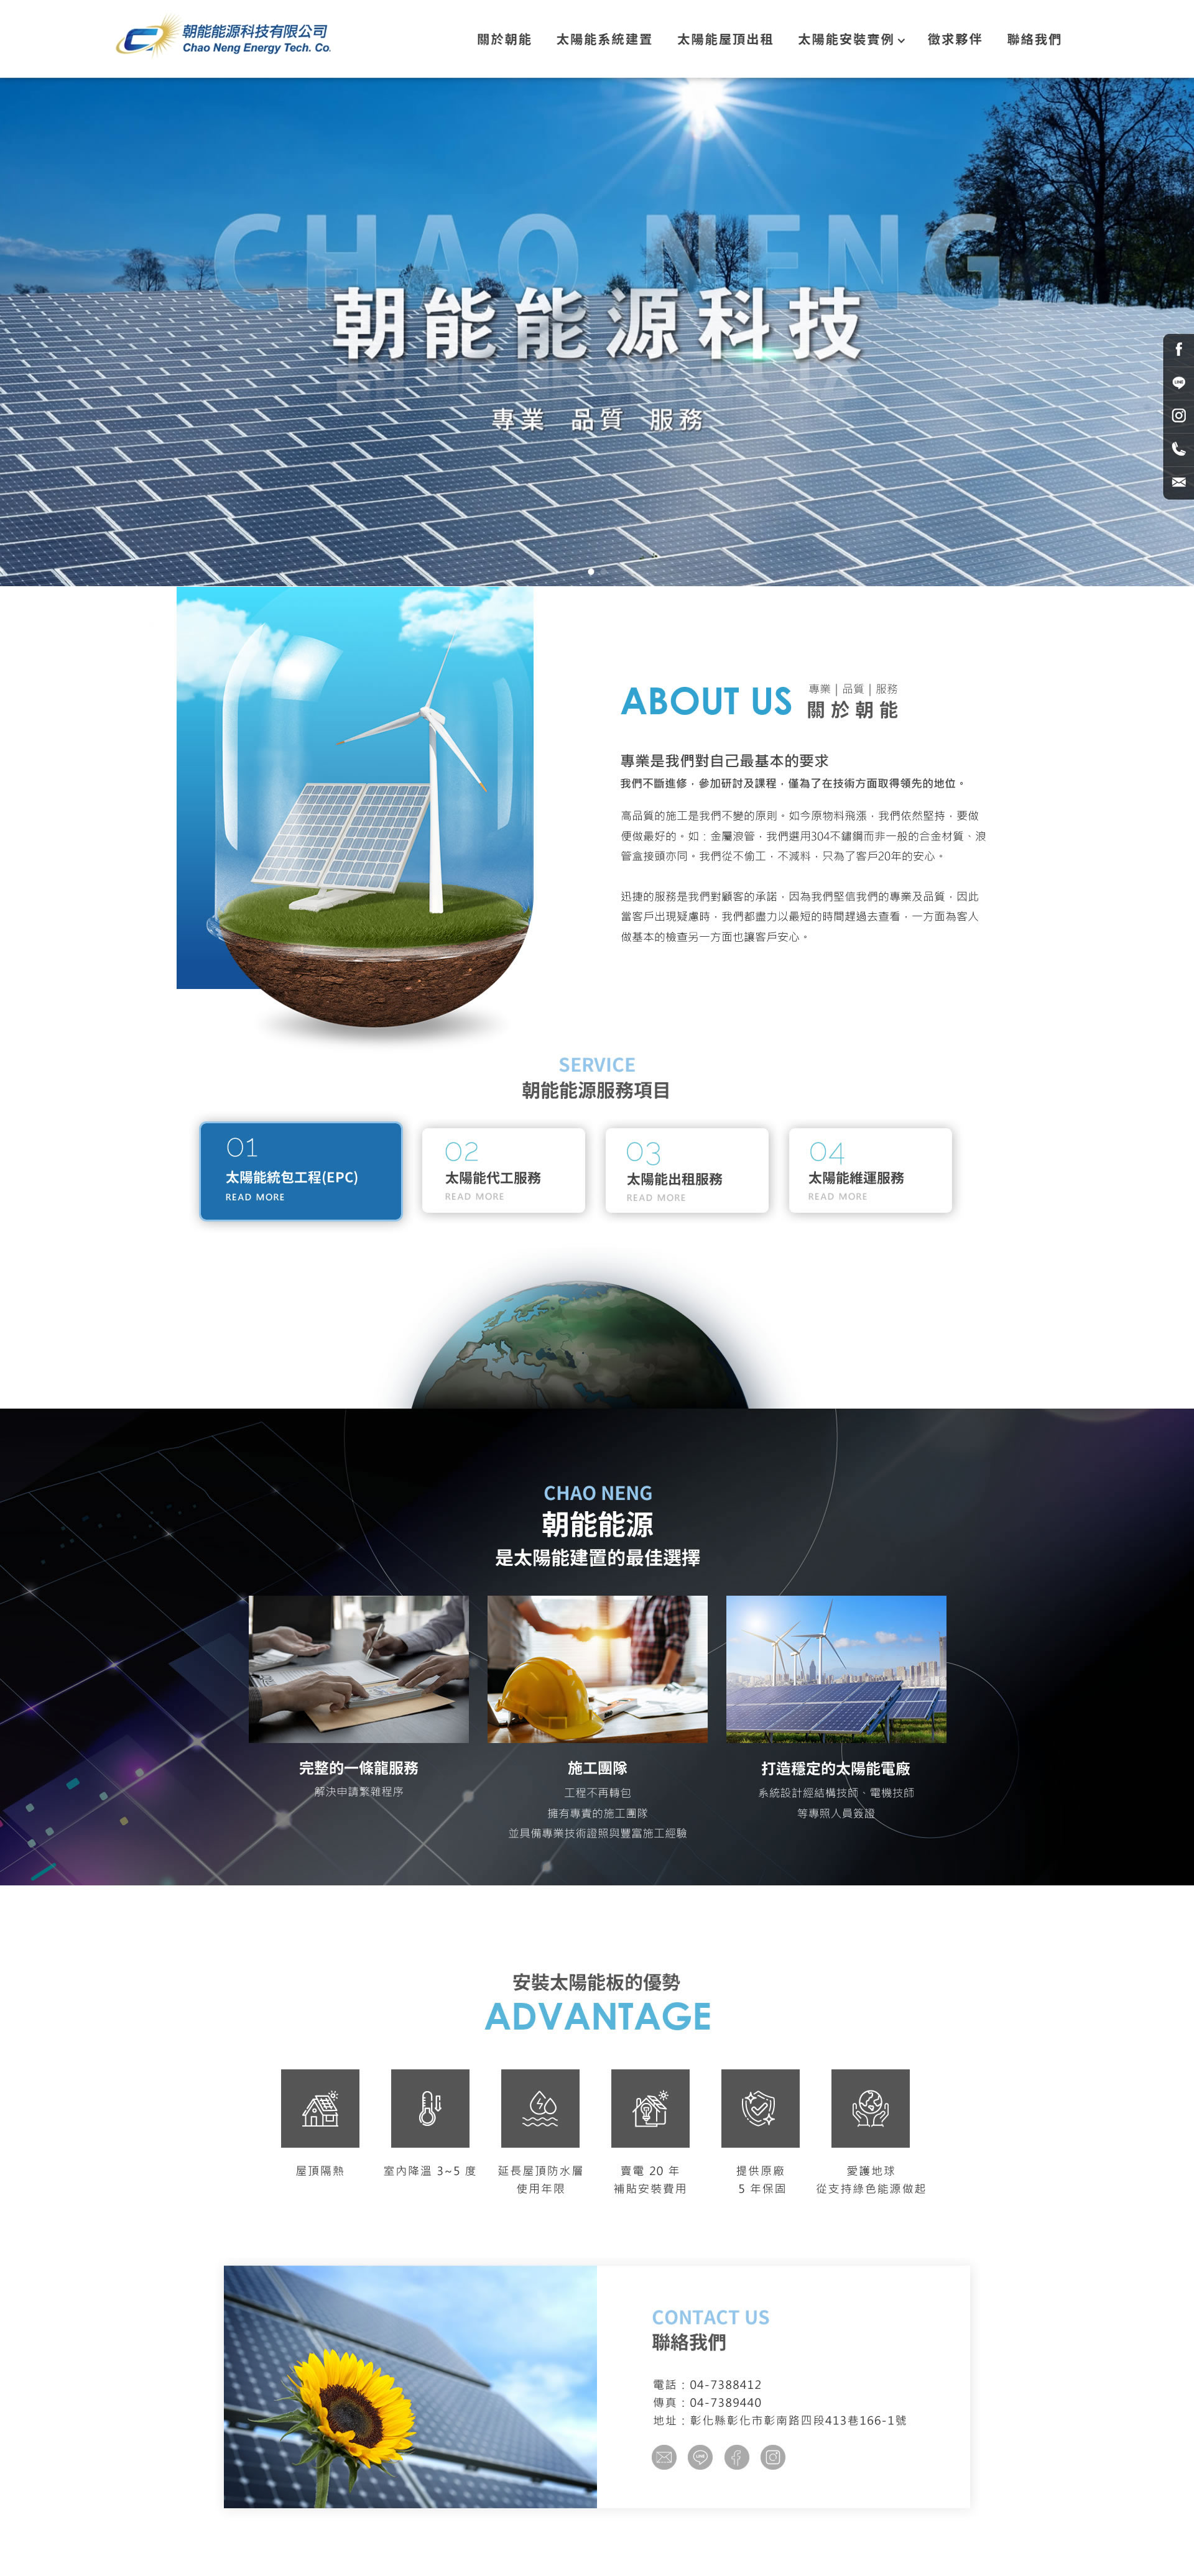 朝能能源科技有限公司
Chao Neng Energy Tech. Co.
關於朝能
太陽能系統建置
太陽能屋頂出租
太陽能安裝實例
徵求夥伴
聯絡我們
CHAO NENG
朝能能源科技
專業 品質 服務
ABOUT US
專業 | 品質 | 服務
關於朝能
專業是我們對自己最基本的要求
我們不斷進修，參加研討及課程，僅為了在技術方面取得領先的地位。
高品質的施工是我們不變的原則。如今原物料飛漲，我們依然堅持，要做
便做最好的。如：金屬浪管，我們選用304不鏽鋼而非一般的合金材質、浪
管盒接頭亦同。我們從不偷工，不減料，只為了客戶20年的安心。
迅捷的服務是我們對顧客的承諾，因為我們堅信我們的專業及品質，因此
當客戶出現疑慮時，我們都盡力以最短的時間趕過去查看，一方面為客人
做基本的檢查另一方面也讓客戶安心。
SERVICE
朝能能源服務項目
01
太陽能統包工程(EPC)
READ MORE
02
太陽能代工服務
READ MORE
03
太陽能出租服務
READ MORE
04
太陽能維運服務
READ MORE
CHAO NENG
朝能能源
是太陽能建置的最佳選擇
完整的一條龍服務
解決申請繁雜程序
施工團隊
工程不再轉包
擁有專責的施工團隊
並具備專業技術證照與豐富施工經驗
打造穩定的太陽能電廠
系統設計經結構技師、電機技師
等專照人員簽證
安裝太陽能板的優勢
ADVANTAGE
屋頂隔熱
室內降溫 3~5 度
延長屋頂防水層
使用年限
賣電 20 年
補貼安裝費用
提供原廠
5 年保固
愛護地球
從支持綠色能源做起
CONTACT US
聯絡我們
電話：04-7388412
傳真：04-7389440
地址：彰化縣彰化市彰南路四段413巷166-1號